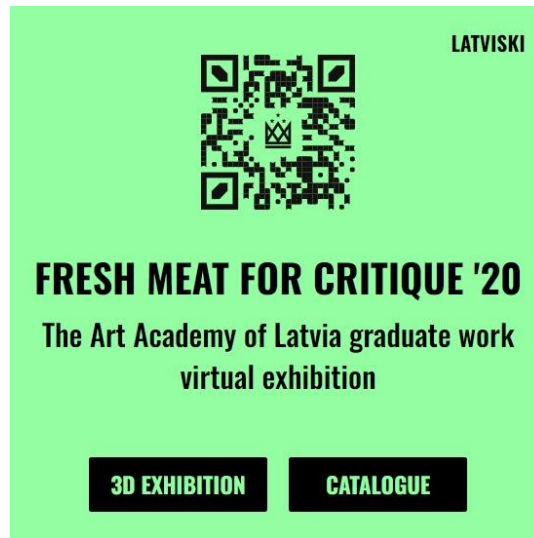 LATVISKI
FRESH MEAT FOR CRITIQUE '20
The Art Academy of Latvia graduate work
virtual exhibition
3D EXHIBITION
CATALOGUE